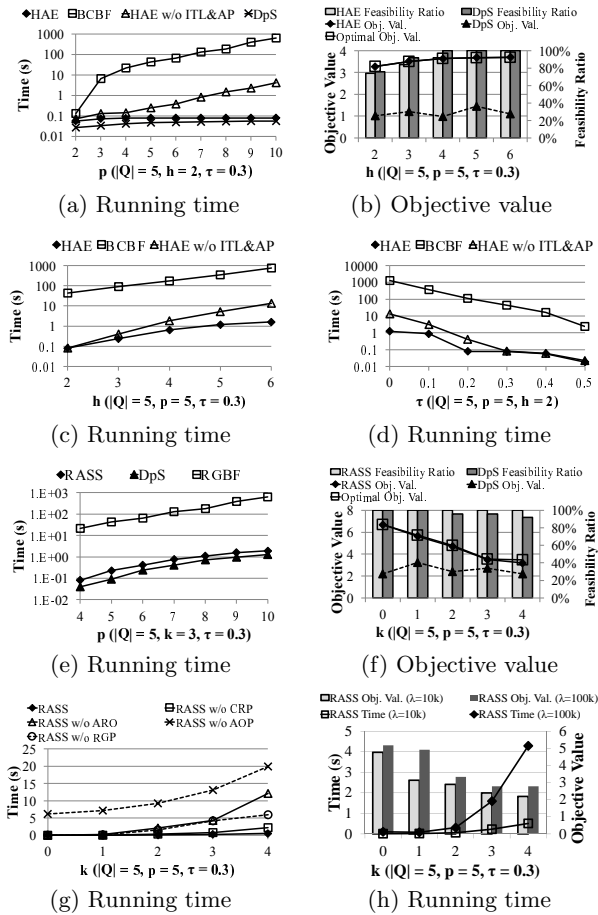 HAE BCBF HAE w/o ITL&AP DpS
1000
100
10
1
0.1
0.01
Time (s)
2 3 4 5 6 7 8 9 10
p (|Q| = 5, h = 2, τ = 0.3)
(a) Running time
HAE Feasibility Ratio DpS Feasibility Ratio
HAE Obj. Val. DpS Obj. Val.
Optimal Obj. Val.
4
3
2
1
0
Objective Value
100%
80%
60%
40%
20%
0%
Feasibility Ratio
2 3 4 5 6
h (|Q| = 5, p = 5, τ = 0.3)
(b) Objective value
HAE BCBF HAE w/o ITL&AP
1000
100
10
1
0.1
0.01
Time (s)
2 3 4 5 6
h (|Q| = 5, p = 5, τ = 0.3)
(c) Running time
HAE BCBF HAE w/o ITL&AP
10000
1000
100
10
1
0.1
0.01
Time (s)
0 0.1 0.2 0.3 0.4 0.5
τ (|Q| = 5, p = 5, h = 2)
(d) Running time
RASS DpS RGBF
1.E+03
1.E+02
1.E+01
1.E+00
1.E-01
1.E-02
Time (s)
4 5 6 7 8 9 10
p (|Q| = 5, k = 3, τ = 0.3)
(e) Running time
RASS Feasibility Ratio DpS Feasibility Ratio
RASS Obj. Val. DpS Obj. Val.
Optimal Obj. Val.
8
6
4
2
0
Objective Value
100%
80%
60%
40%
20%
0%
Feasibility Ratio
0 1 2 3 4
k (|Q| = 5, p = 5, τ = 0.3)
(f) Objective value
RASS RASS w/o CRP
RASS w/o ARO RASS w/o AOP
RASS w/o RGP
25
20
15
10
5
0
Time (s)
0 1 2 3 4
k (|Q| = 5, p = 5, τ = 0.3)
(g) Running time
RASS Obj. Val. (λ=10k) RASS Obj. Val. (λ=100k)
RASS Time (λ=10k) RASS Time (λ=100k)
5
4
3
2
1
0
Time (s)
6
5
4
3
2
1
0
Objective Value
0 1 2 3 4
k (|Q| = 5, p = 5, τ = 0.3)
(h) Running time